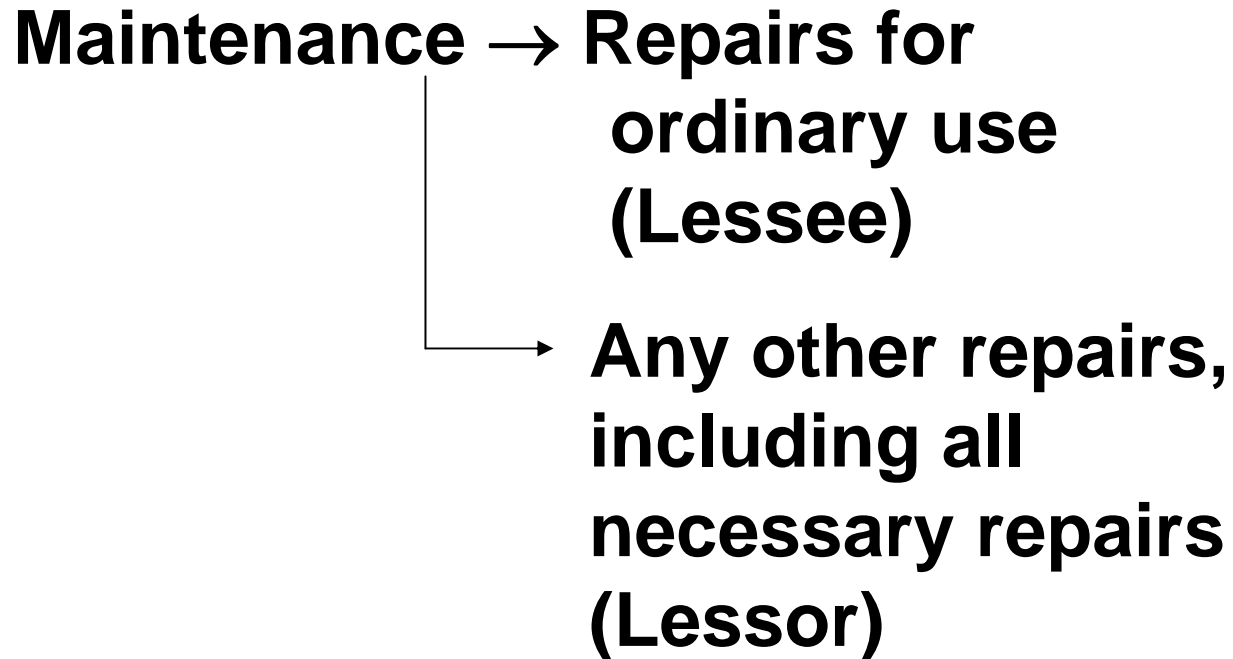 Maintenance → Repairs for
ordinary use
(Lessee)
Any other repairs,
including all
necessary repairs
(Lessor)